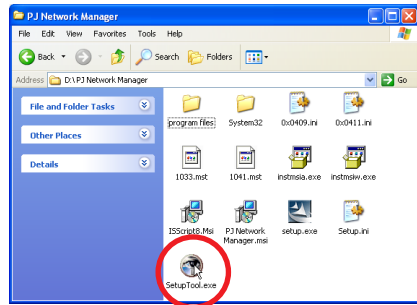 PJ Network Manager
File Edit View Favorites Tools Help
Back Search Folders
Address D:\PJ Network Manager Go
File and Folder Tasks
Other Places
Details
program files System32 0x0409.ini 0x0411.ini
1033.mst 1041.mst instmsia.exe instmsiw.exe
ISScript8.Msi PJ Network Manager.msi setup.exe Setup.ini
SetupTool.exe